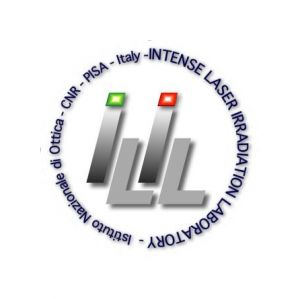 Istituto Nazionale di Ottica - CNR - PISA - Italy -INTENSE LASER IRRADIATION LABORATORY -
ILIL